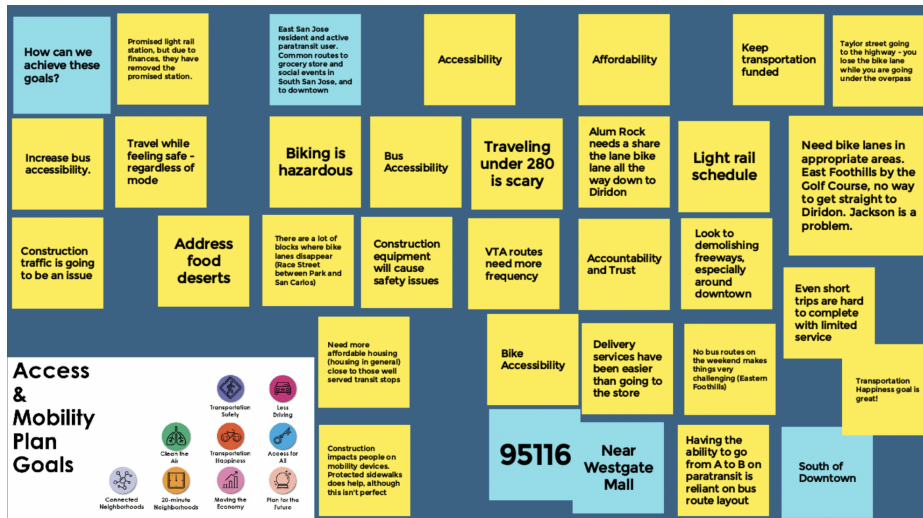 How can we
achieve these
goals?
Promised light rail
station, but due to
finances, they have
removed the
promised station.
East San Jose
resident and active
paratransit user.
Common routes to
grocery store and
social events in
South San Jose, and
to downtown
Accessibility
Affordability
Keep
transportation
funded
Taylor street going
to the highway - you
lose the bike lane
while you are going
under the overpass
Increase bus
accessibility.
Travel while
feeling safe -
regardless of
mode
Biking is
hazardous
Bus
Accessibility
Traveling
under 280
is scary
Alum Rock
needs a share
the lane bike
lane all the
way down to
Diridon
Light rail
schedule
Need bike lanes in
appropriate areas.
East Foothills by the
Golf Course, no way
to get straight to
Diridon. Jackson is a
problem.
Construction
traffic is going
to be an issue
Address
food
deserts
There are a lot of
blocks where bike
lanes disappear
(Race Street
between Park and
San Carlos)
Construction
equipment
will cause
safety issues
VTA routes
need more
frequency
Accountability
and Trust
Look to
demolishing
freeways,
especially
around
downtown
Even short
trips are hard
to complete
with limited
service
Need more
affordable housing
(housing in general)
close to those well
served transit stops
Bike
Accessibility
Delivery
services have
been easier
than going to
the store
No bus routes on
the weekend makes
things very
challenging (Eastern
Foothills)
Transportation
Happiness goal is
great!
Access
&
Mobility
Plan
Goals
Transportation
Safety
Less
Driving
Clean the
Air
Transportation
Happiness
Access for
All
Connected
Neighborhoods
20-minute
Neighborhoods
Moving the
Economy
Plan for the
Future
Construction
impacts people on
mobility devices.
Protected sidewalks
does help, although
this isn't perfect
95116
Near
Westgate
Mall
Having the
ability to go
from A to B on
paratransit is
reliant on bus
route layout
South of
Downtown